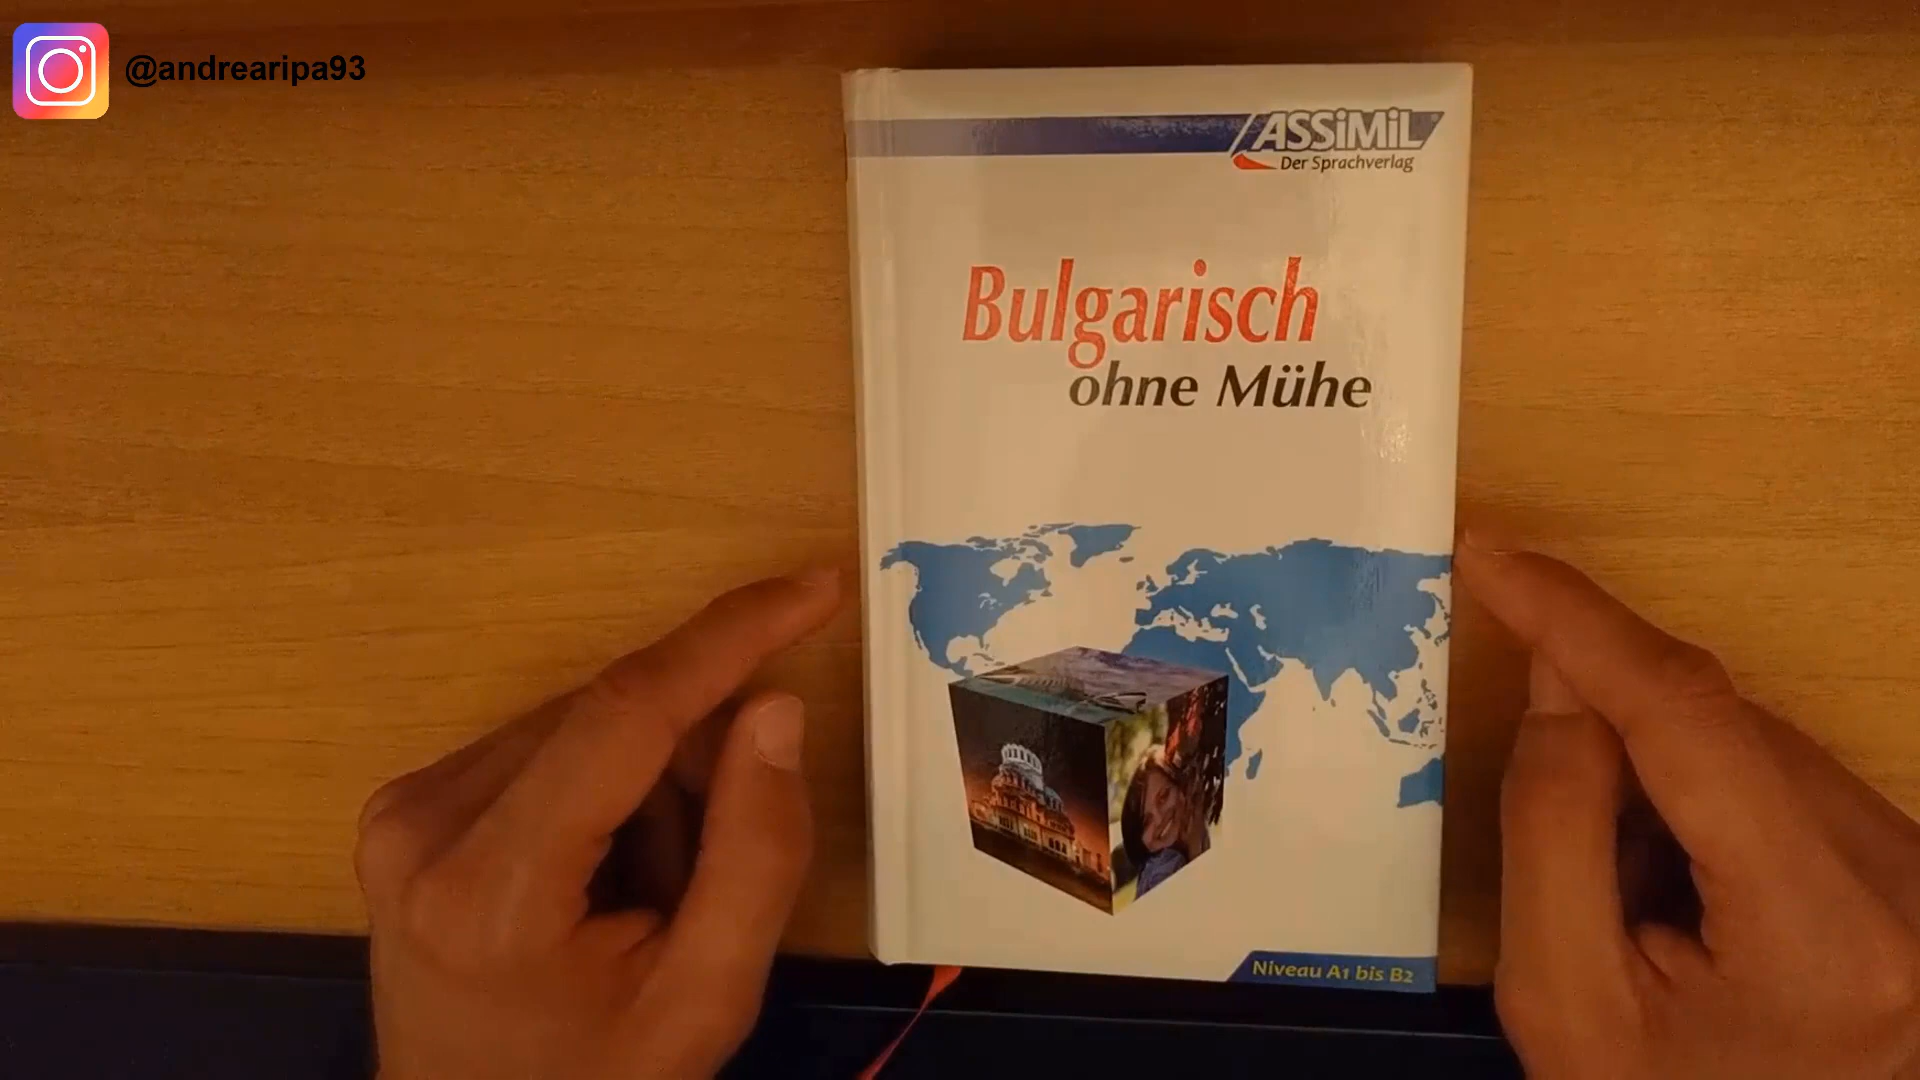 @andrearipa93
ASSiMiL
Der Sprachverlag
Bulgarisch
ohne Mühe
Niveau A1 bis B2